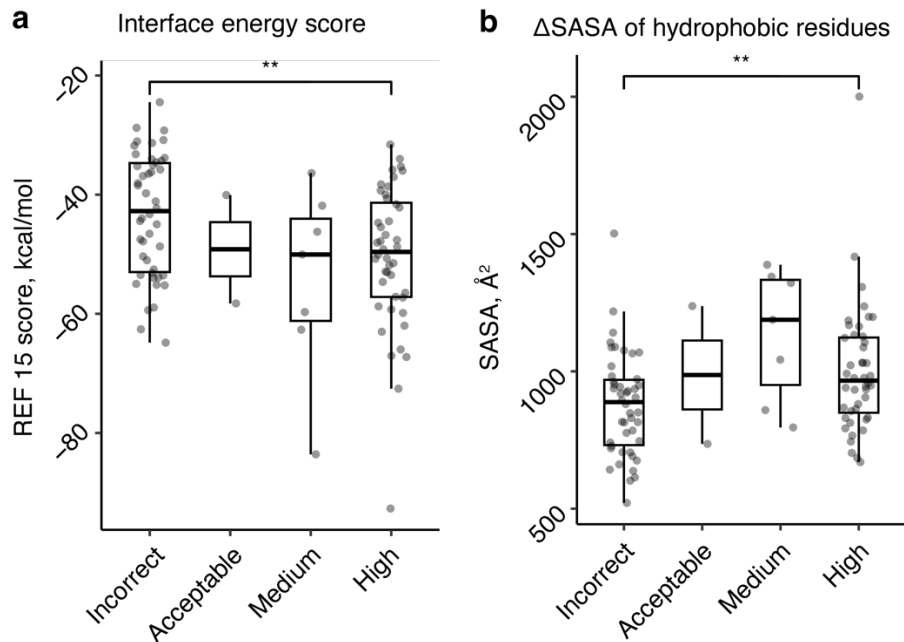 a
Interface energy score
**
REF 15 score, kcal/mol
−20
−40
−60
−80
Incorrect
Acceptable
Medium
High
b
ΔSASA of hydrophobic residues
**
SASA, Å²
2000
1500
1000
500
Incorrect
Acceptable
Medium
High